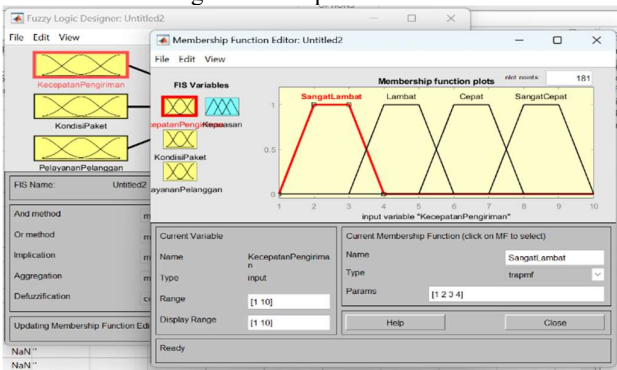 Fuzzy Logic Designer: Untitled2
File Edit View
KecepatanPengiriman
KondisiPaket
PelayananPelanggan
FIS Name: Untitled2
And method
Or method
Implication
Aggregation
Defuzzification
Updating Membership Function Edi
NaN
NaN
Membership Function Editor: Untitled2
File Edit View
FIS Variables
KondisiPaket
ayananPelanggan
Membership function plots plot points: 181
SangatLambat Lambat Cepat SangatCepat
1
0.5
0
1 2 3 4 5 6 7 8 9 10
input variable "KecepatanPengiriman"
Current Variable
Name KecepatanPengirima
n
Type input
Range [1 10]
Display Range [1 10]
Current Membership Function (click on MF to select)
Name SangatLambat
Type trapmf
Params [1 2 3 4]
Help Close
Ready